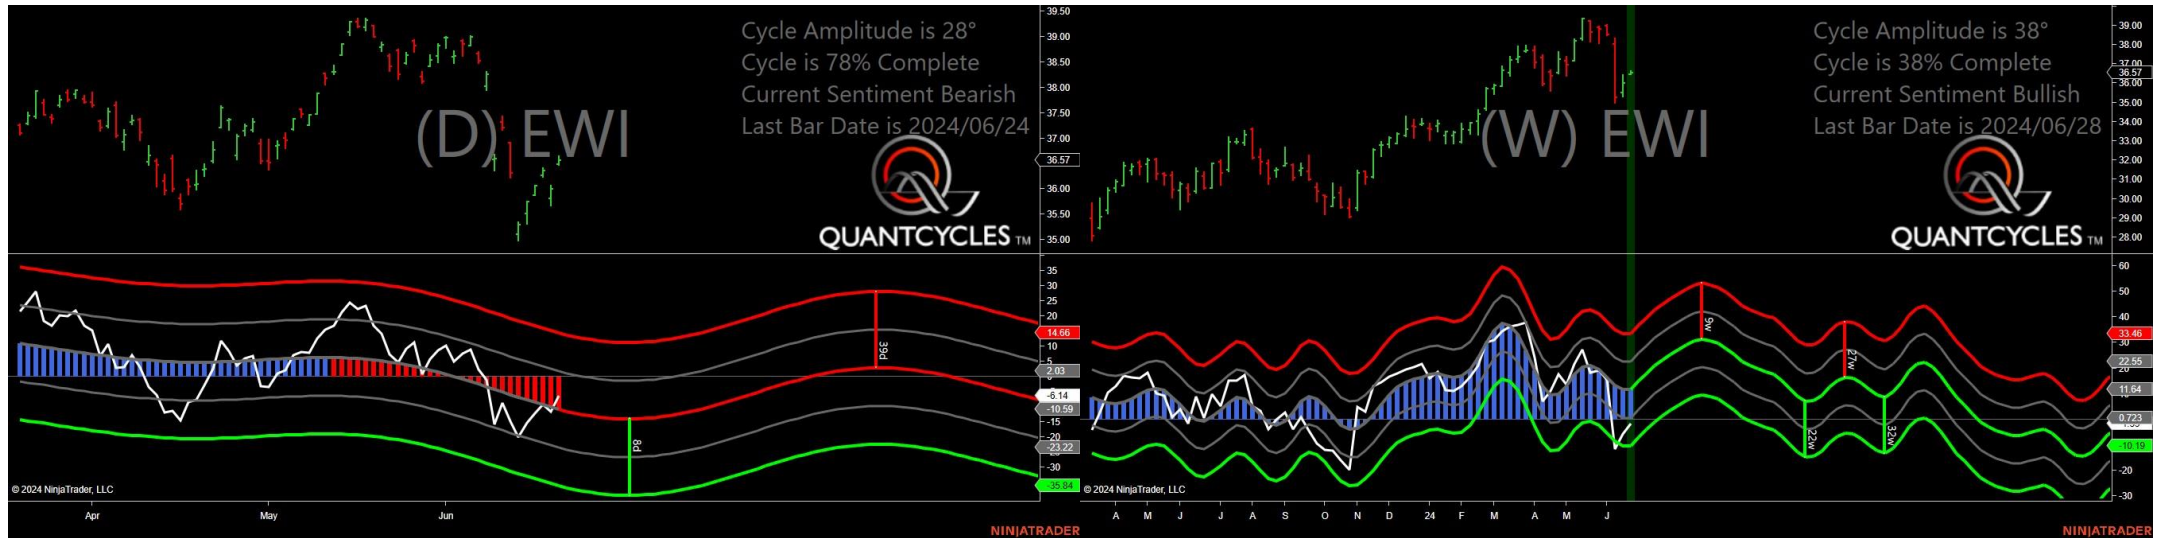 Cycle Amplitude is 28°
Cycle is 78% Complete
Current Sentiment Bearish
Last Bar Date is 2024/06/24
(D) EWI
QUANTCYCLES TM
39.50
39.00
38.50
38.00
37.50
37.00
36.57
36.00
35.50
35.00
35
30
25
20
14.66
10
5
2.03
-6.14
-10.59
-15
-20
-23.22
-30
-35.84
39d
8d
© 2024 NinjaTrader, LLC
Apr May Jun
NINJATRADER
Cycle Amplitude is 38°
Cycle is 38% Complete
Current Sentiment Bullish
Last Bar Date is 2024/06/28
(W) EWI
QUANTCYCLES TM
39.00
38.00
37.00
36.57
36.00
35.00
34.00
33.00
32.00
31.00
30.00
29.00
28.00
60
50
40
33.46
30
22.55
20
11.64
0.723
-10.19
-20
-30
9w
27w
22w
32w
© 2024 NinjaTrader, LLC
A M J J A S O N D 24 F M A M J
NINJATRADER